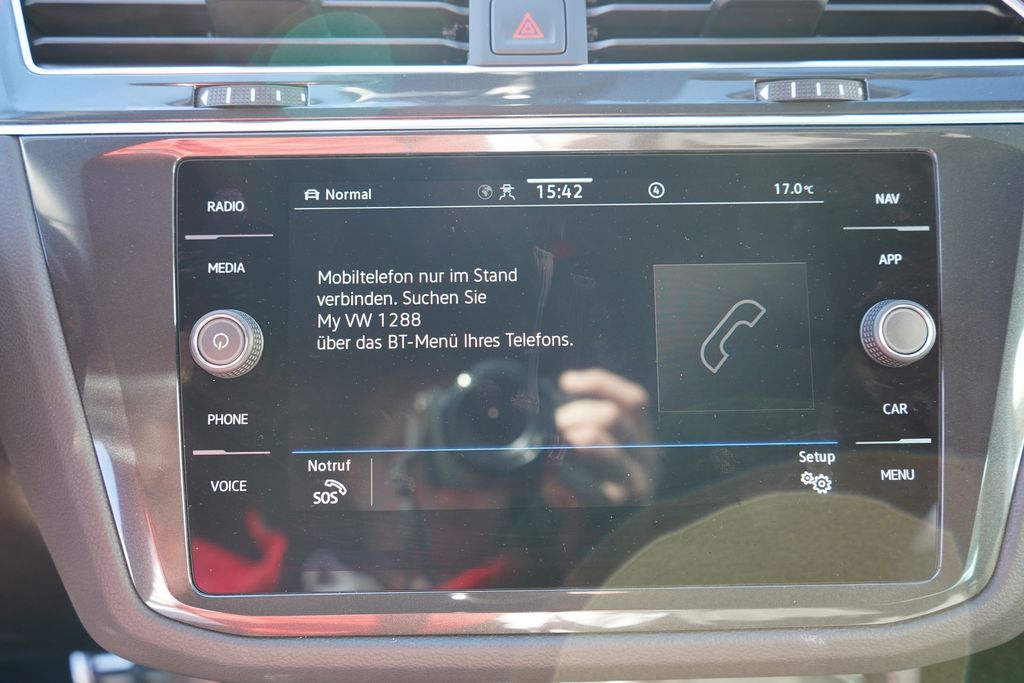 Normal
15:42
4
17.0°C
RADIO
MEDIA
PHONE
VOICE
NAV
APP
CAR
MENU
Mobiltelefon nur im Stand
verbinden. Suchen Sie
My VW 1288
über das BT-Menü Ihres Telefons.
Notruf
SOS
Setup